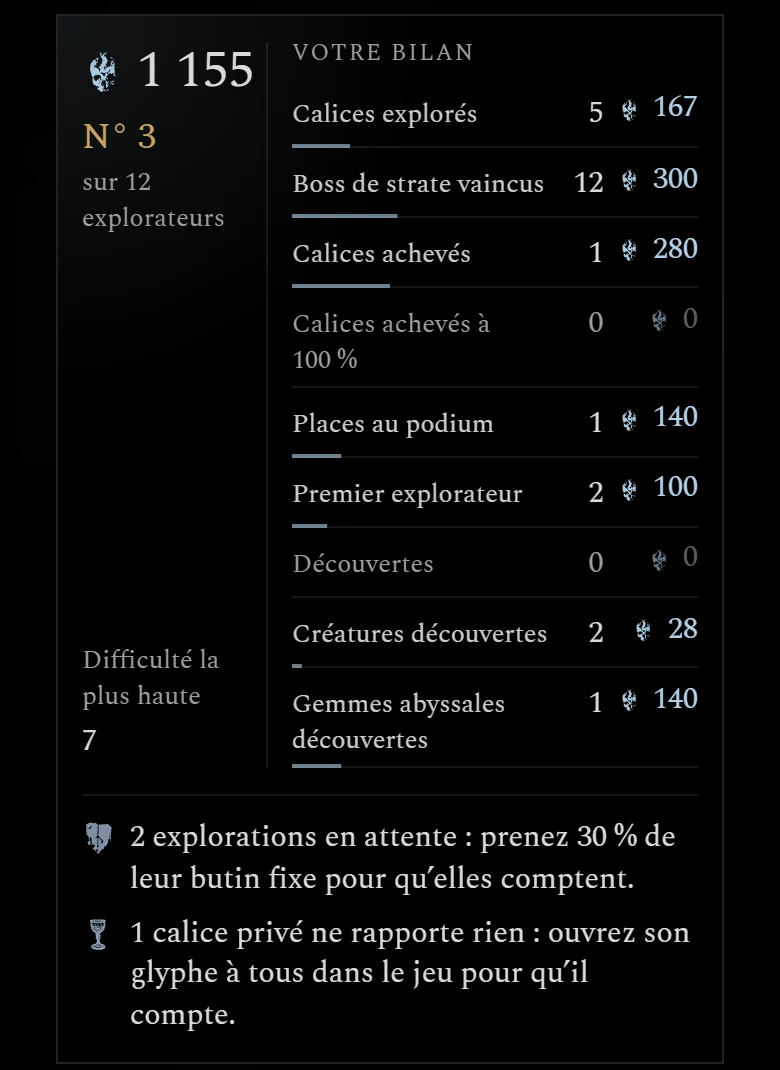 1 155
N° 3
sur 12
explorateurs
Difficulté la
plus haute
7
VOTRE BILAN
Calices explorés 5 167
Boss de strate vaincus 12 300
Calices achevés 1 280
Calices achevés à 0 0
100 %
Places au podium 1 140
Premier explorateur 2 100
Découvertes 0 0
Créatures découvertes 2 28
Gemmes abyssales 1 140
découvertes
2 explorations en attente : prenez 30 % de
leur butin fixe pour qu’elles comptent.
1 calice privé ne rapporte rien : ouvrez son
glyphe à tous dans le jeu pour qu’il
compte.